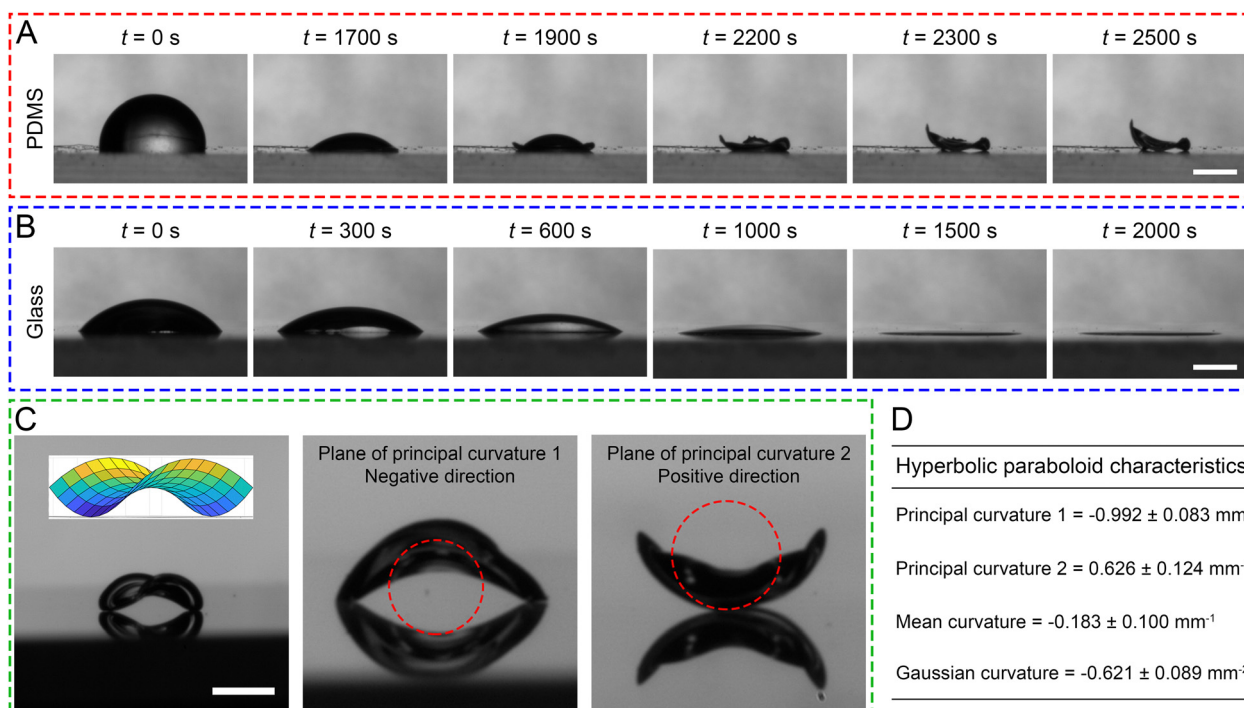 A
t = 0 s
t = 1700 s
t = 1900 s
t = 2200 s
t = 2300 s
t = 2500 s
PDMS
B
t = 0 s
t = 300 s
t = 600 s
t = 1000 s
t = 1500 s
t = 2000 s
Glass
C
Plane of principal curvature 1
Negative direction
Plane of principal curvature 2
Positive direction
D
Hyperbolic paraboloid characteristics
Principal curvature 1 = -0.992 ± 0.083 mm
Principal curvature 2 = 0.626 ± 0.124 mm⁻
Mean curvature = -0.183 ± 0.100 mm⁻¹
Gaussian curvature = -0.621 ± 0.089 mm⁻²